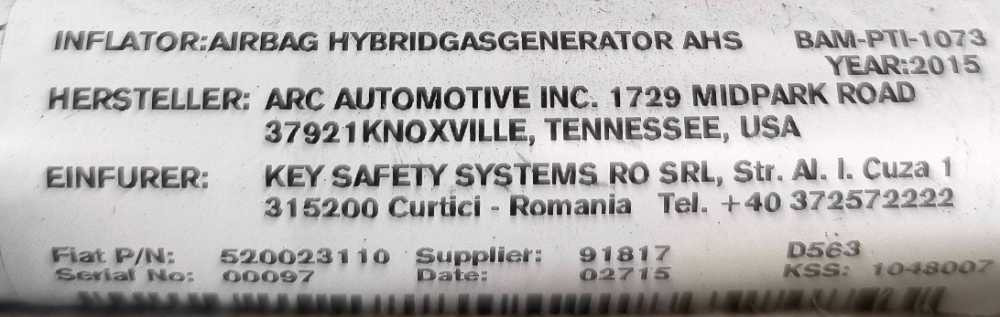 INFLATOR:AIRBAG HYBRIDGASGENERATOR AHS BAM-PTI-1073
YEAR:2015
HERSTELLER: ARC AUTOMOTIVE INC. 1729 MIDPARK ROAD
37921KNOXVILLE, TENNESSEE, USA
EINFURER: KEY SAFETY SYSTEMS RO SRL, Str. Al. I. Cuza 1
315200 Curtici - Romania Tel. +40 372572222
Fiat P/N: 520023110 Supplier: 91817 D563
Serial No: 00097 Date: 02715 KSS: 1048007